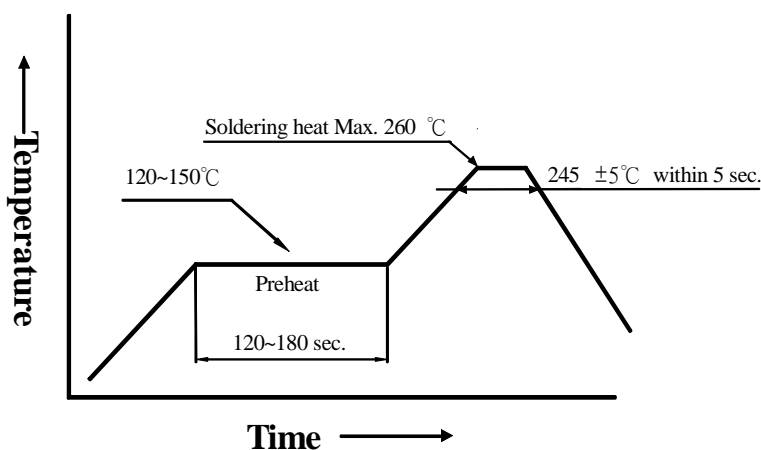 Temperature
Soldering heat Max. 260 ℃
120~150℃
245 ±5℃ within 5 sec.
Preheat
120~180 sec.
Time